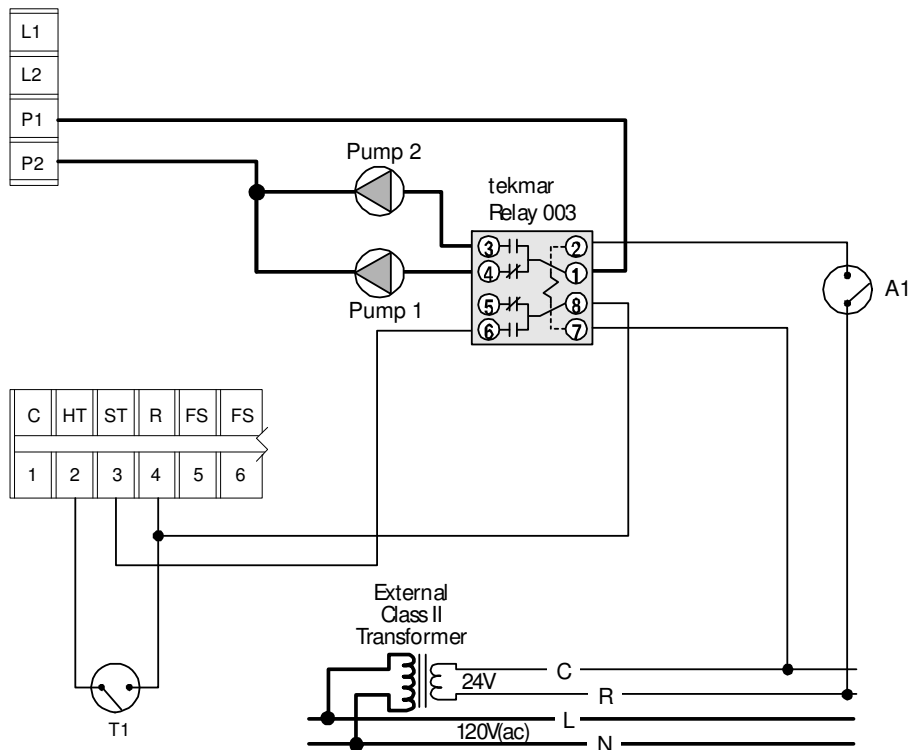 L1
L2
P1
P2
Pump 2
Pump 1
tekmar
Relay 003
3
2
4
1
5
8
6
7
A1
C HT ST R FS FS
1 2 3 4 5 6
T1
External
Class II
Transformer
24V
C
R
120V(ac)
L
N